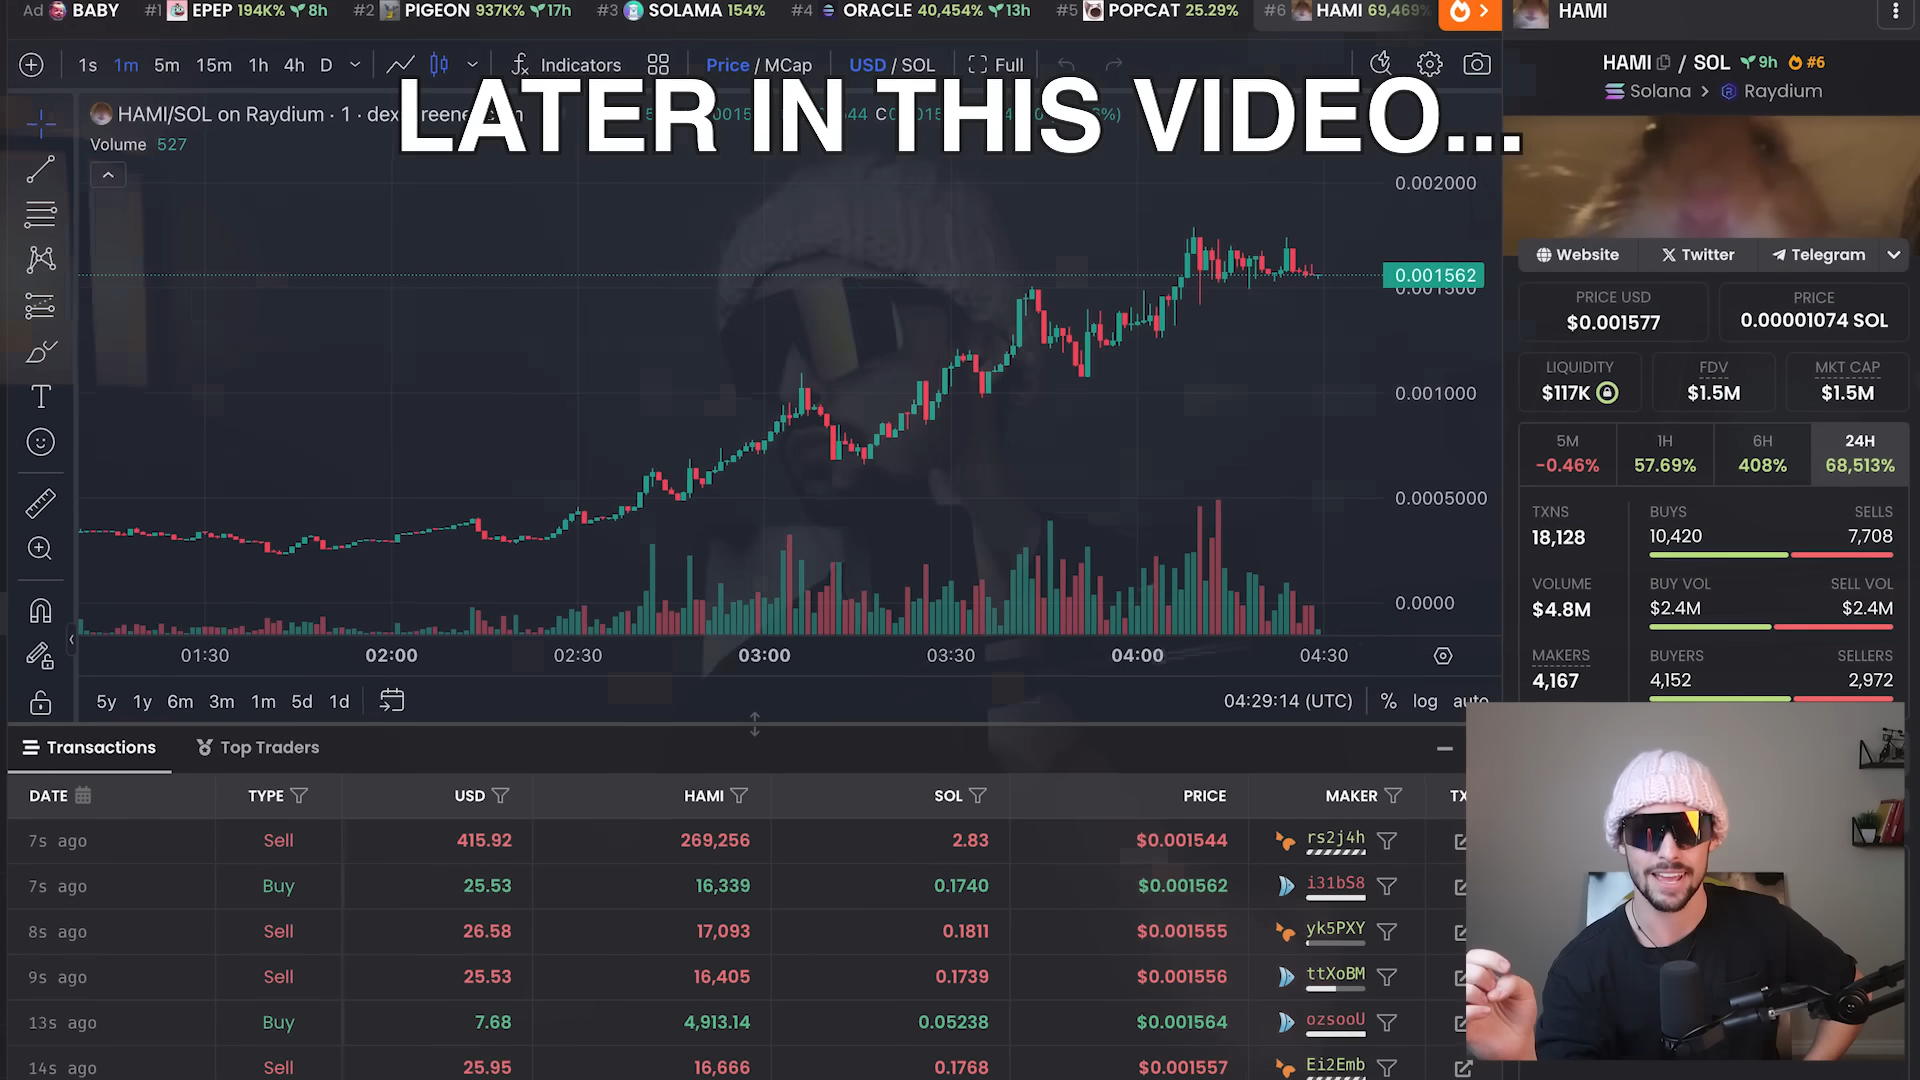 Ad BABY #1 EPEP 194K% 8h #2 PIGEON 937K% 17h #3 SOLAMA 154% #4 ORACLE 40,454% 13h #5 POPCAT 25.29% #6 HAMI 69,469%
HAMI
1s 1m 5m 15m 1h 4h D Indicators Price / MCap USD / SOL Full
HAMI / SOL 9h #6
Solana > Raydium
LATER IN THIS VIDEO...
HAMI/SOL on Raydium · 1
Volume 527
0.002000
0.001562
0.001500
0.001000
0.0005000
0.0000
01:30 02:00 02:30 03:00 03:30 04:00 04:30
5y 1y 6m 3m 1m 5d 1d
04:29:14 (UTC) % log auto
Website Twitter Telegram
PRICE USD PRICE
$0.001577 0.00001074 SOL
LIQUIDITY FDV MKT CAP
$117K $1.5M $1.5M
5M 1H 6H 24H
-0.46% 57.69% 408% 68,513%
TXNS BUYS SELLS
18,128 10,420 7,708
VOLUME BUY VOL SELL VOL
$4.8M $2.4M $2.4M
MAKERS BUYERS SELLERS
4,167 4,152 2,972
Transactions Top Traders
DATE TYPE USD HAMI SOL PRICE MAKER TX
7s ago Sell 415.92 269,256 2.83 $0.001544 rs2j4h
7s ago Buy 25.53 16,339 0.1740 $0.001562 i31bS8
8s ago Sell 26.58 17,093 0.1811 $0.001555 yk5PXY
9s ago Sell 25.53 16,405 0.1739 $0.001556 ttXoBM
13s ago Buy 7.68 4,913.14 0.05238 $0.001564 ozsooU
14s ago Sell 25.95 16,666 0.1768 $0.001557 Ei2Emb